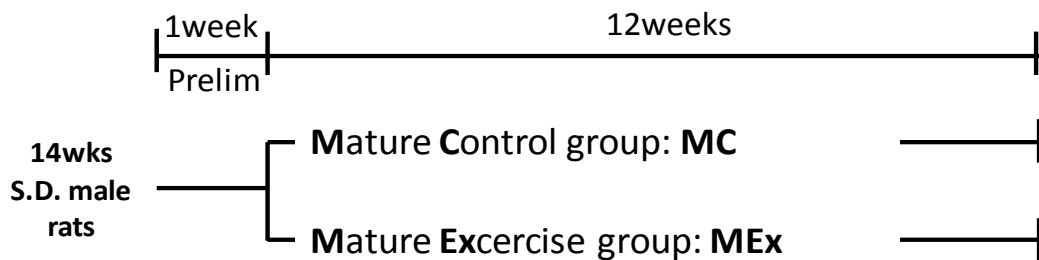 1week
12weeks
Prelim
Mature Control group: MC
14wks
S.D. male
rats
Mature Excercise group: MEx